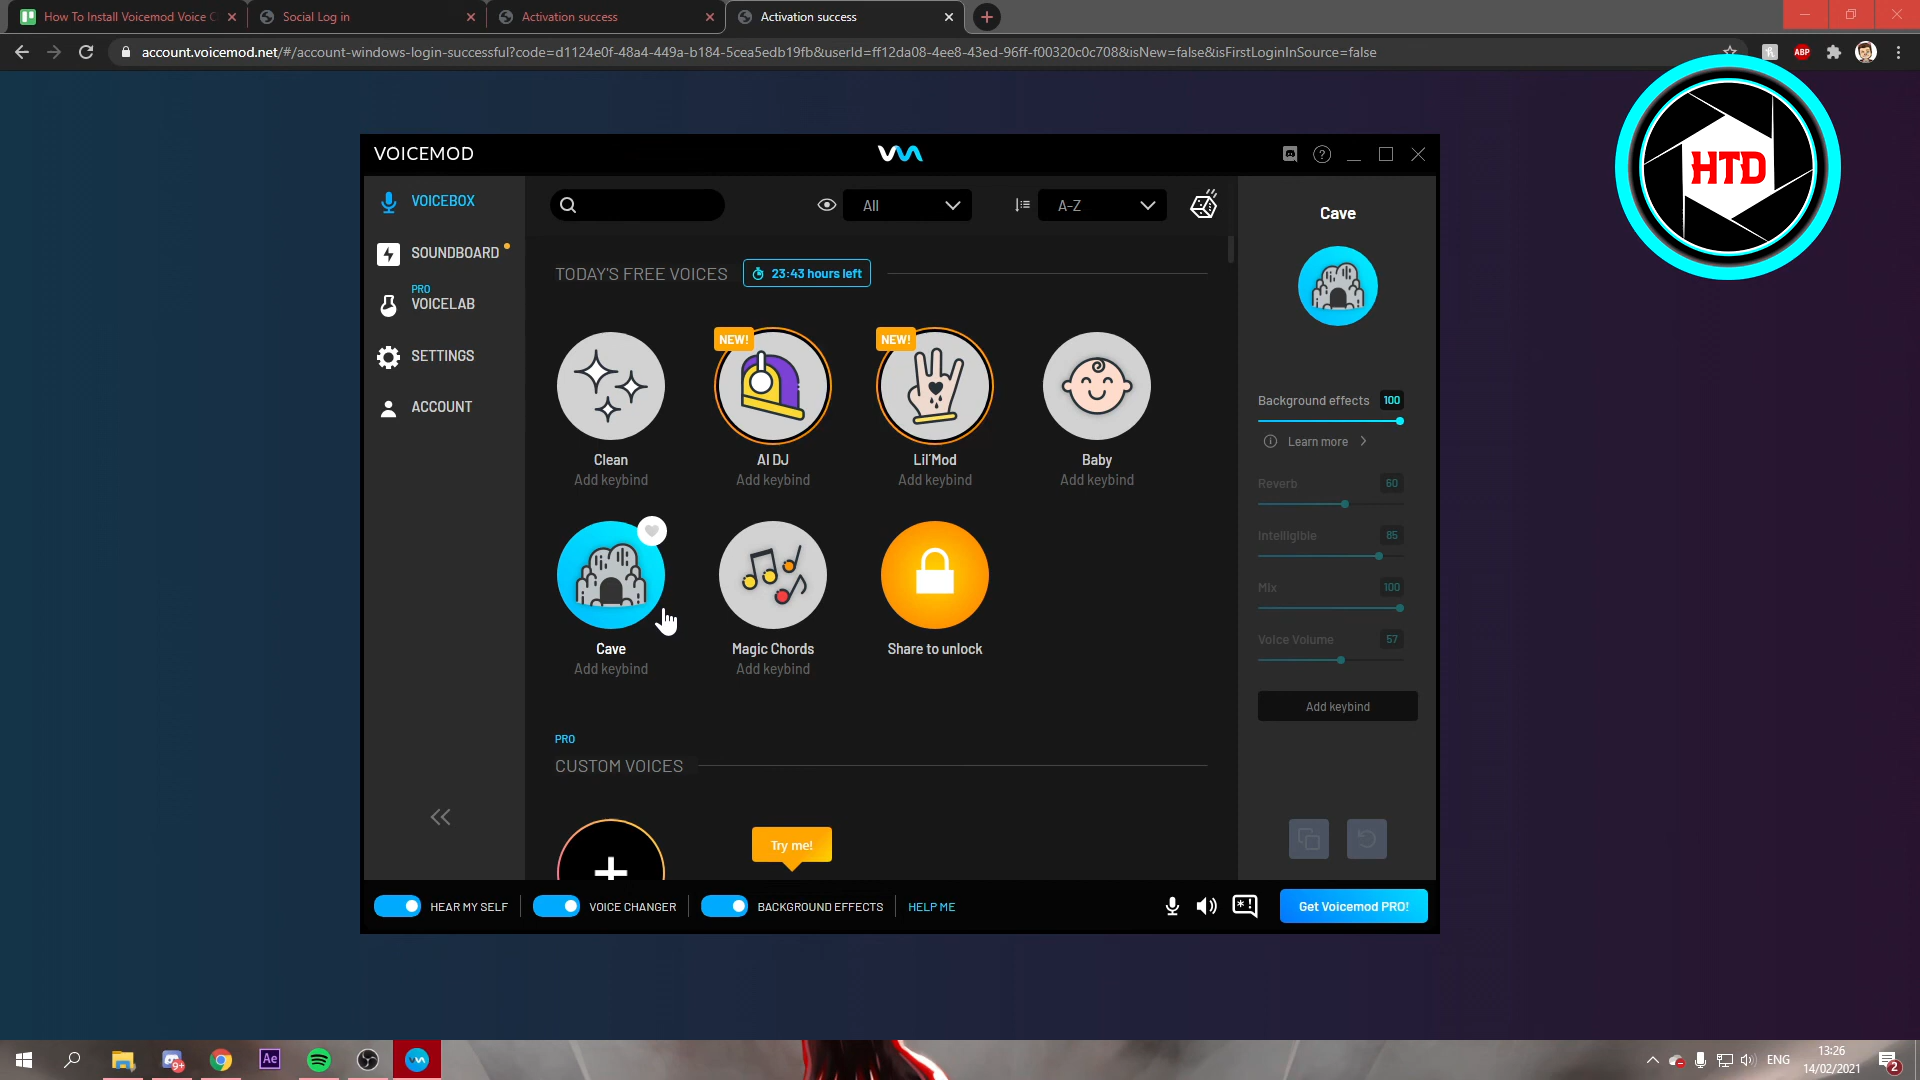 How To Install Voicemod Voice C
Social Log in
Activation success
Activation success
account.voicemod.net/#/account-windows-login-successful?code=d1124e0f-48a4-449a-b184-5cea5edb19fb&userId=ff12da08-4ee8-43ed-96ff-f00320c0c708&isNew=false&isFirstLoginInSource=false
ABP
HTD
VOICEMOD
VOICEBOX
SOUNDBOARD
PRO
VOICELAB
SETTINGS
ACCOUNT
All
A-Z
TODAY'S FREE VOICES
23:43 hours left
NEW!
NEW!
Clean
Add keybind
AI DJ
Add keybind
Lil'Mod
Add keybind
Baby
Add keybind
Cave
Add keybind
Magic Chords
Add keybind
Share to unlock
PRO
CUSTOM VOICES
Try me!
Cave
Background effects 100
Learn more
Reverb 60
Intelligible 85
Mix 100
Voice Volume 57
Add keybind
HEAR MY SELF
VOICE CHANGER
BACKGROUND EFFECTS
HELP ME
Get Voicemod PRO!
9+
Ae
ENG
13:26
14/02/2021
2